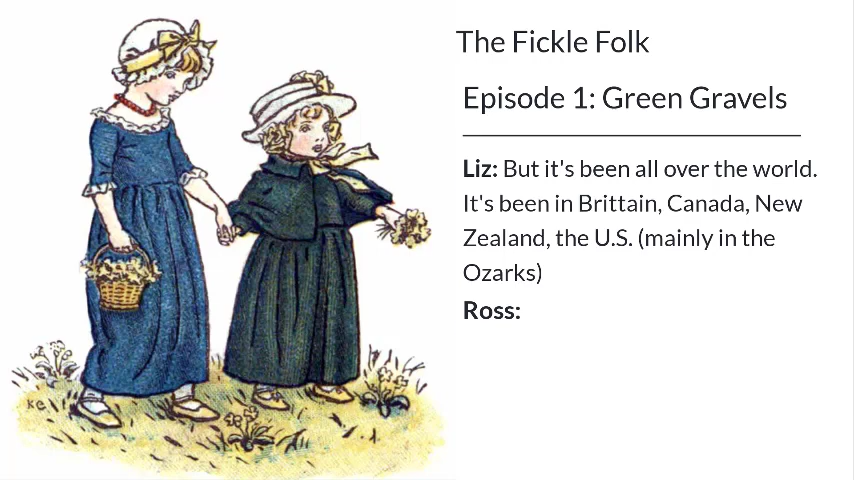 The Fickle Folk
Episode 1: Green Gravels
Liz: But it's been all over the world.
It's been in Brittain, Canada, New
Zealand, the U.S. (mainly in the
Ozarks)
Ross:
KG